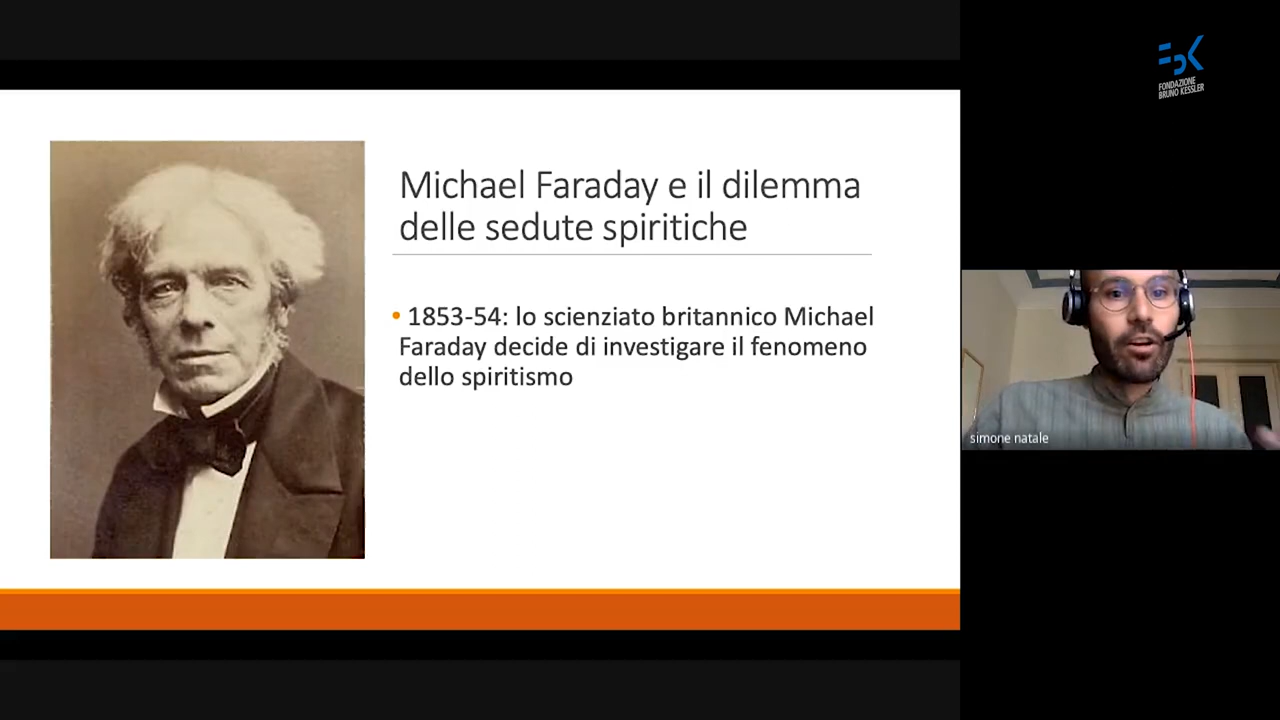 Michael Faraday e il dilemma
delle sedute spiritiche
• 1853-54: lo scienziato britannico Michael
Faraday decide di investigare il fenomeno
dello spiritismo
FBK
FONDAZIONE
BRUNO KESSLER
simone natale